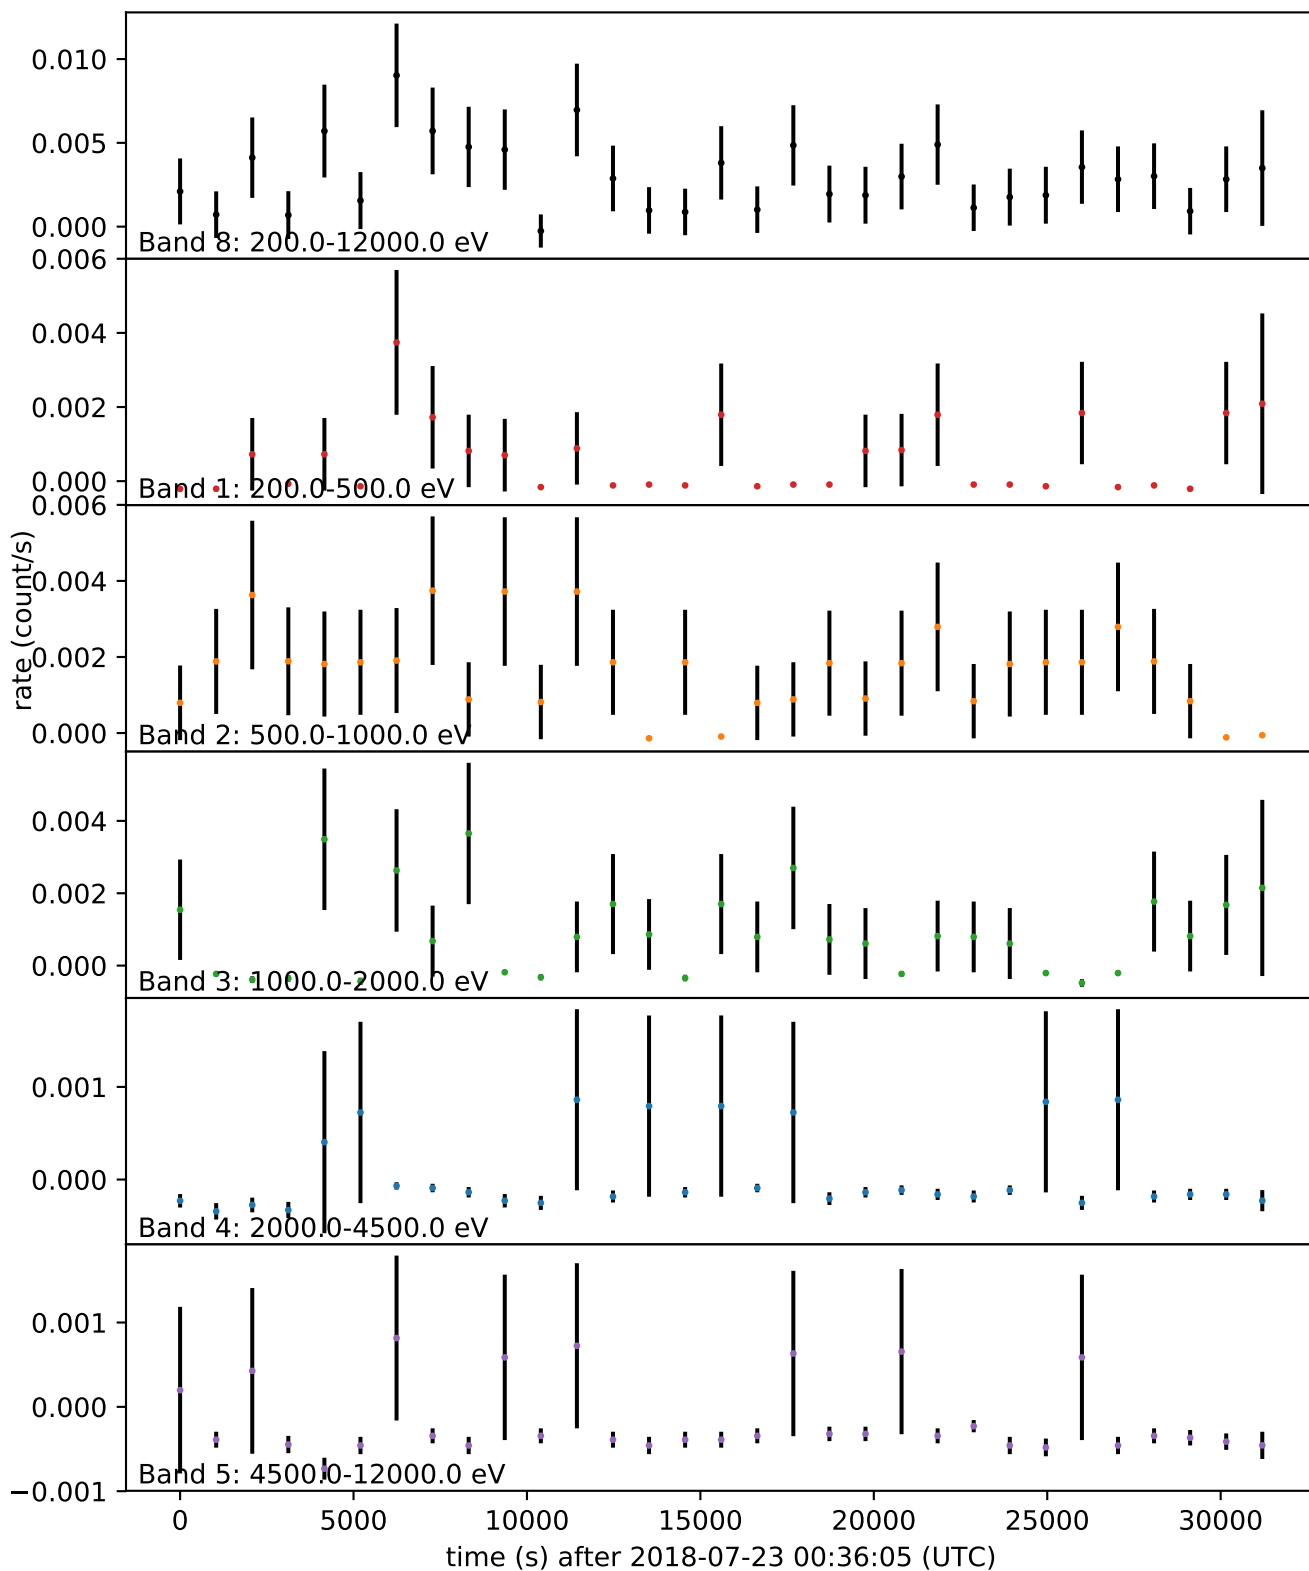 0.010
0.005
0.000
Band 8: 200.0-12000.0 eV
0.006
0.004
0.002
0.000
Band 1: 200.0-500.0 eV
0.006
0.004
0.002
0.000
Band 2: 500.0-1000.0 eV
rate (count/s)
0.004
0.002
0.000
Band 3: 1000.0-2000.0 eV
0.001
0.000
Band 4: 2000.0-4500.0 eV
0.001
0.000
−0.001
Band 5: 4500.0-12000.0 eV
0 5000 10000 15000 20000 25000 30000
time (s) after 2018-07-23 00:36:05 (UTC)